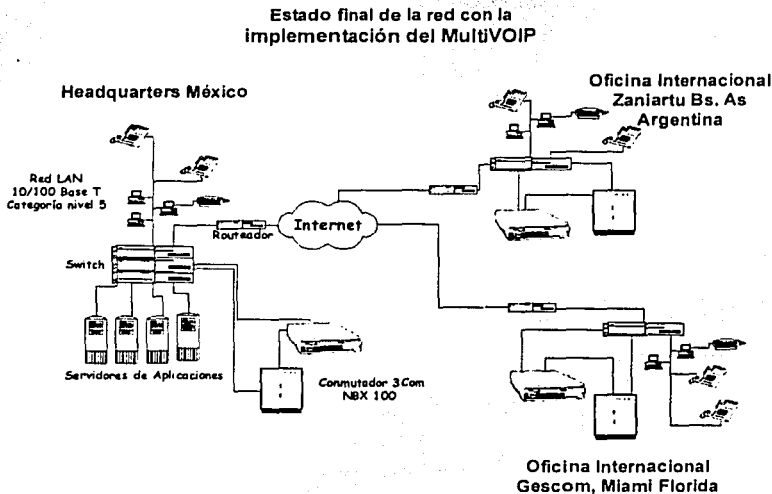 Estado final de la red con la
implementación del MultiVOIP
Headquarters México
Oficina Internacional
Zaniartu Bs. As
Argentina
Red LAN
10/100 Base T
Categoría nivel 5
Internet
Routeador
Switch
Servidores de Aplicaciones
Conmutador 3Com
NBX 100
Oficina Internacional
Gescom, Miami Florida